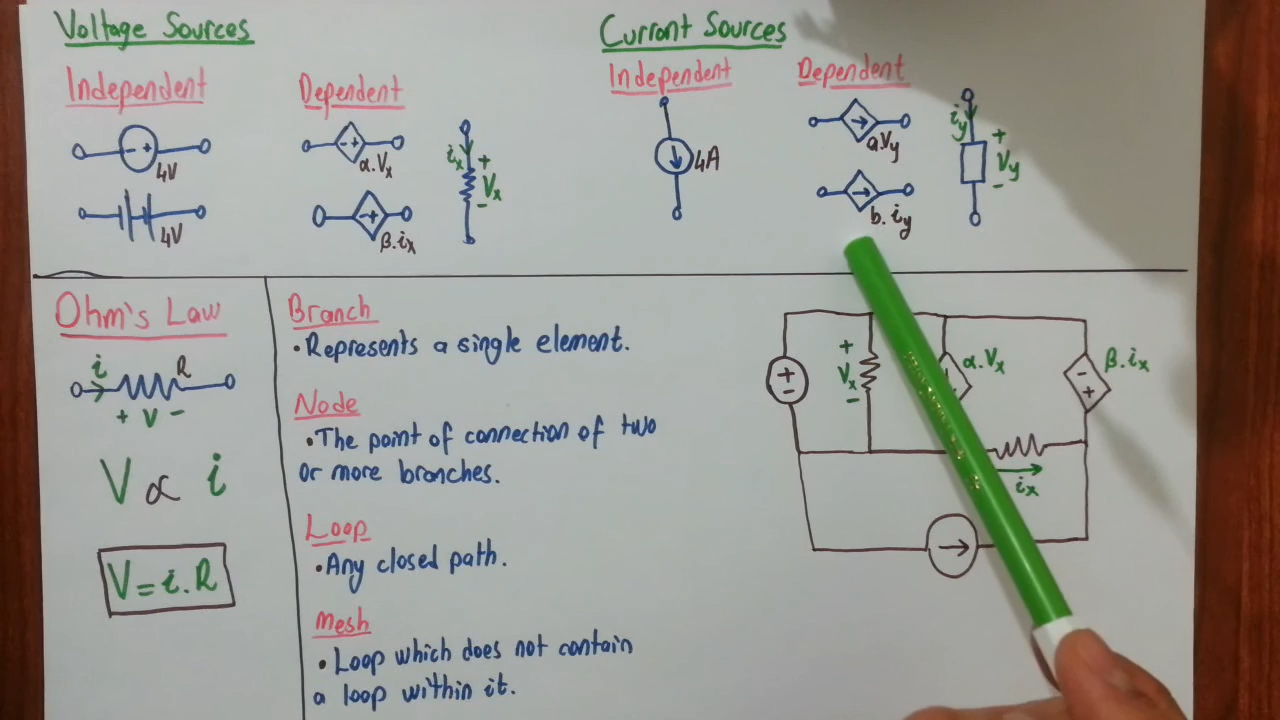 Voltage Sources
Independent
- +
4V
4V
Dependent
- +
α.Vx
- +
β.ix
ix
+
Vx
-
Current Sources
Independent
4A
Dependent
a.Vy
b.iy
iy
+
Vy
-
Ohm's Law
i
R
+ V -
V ∝ i
V = i.R
Branch
• Represents a single element.
Node
• The point of connection of two
or more branches.
Loop
• Any closed path.
Mesh
• Loop which does not contain
a loop within it.
+
-
+
Vx
-
α.Vx
-
+
β.ix
ix